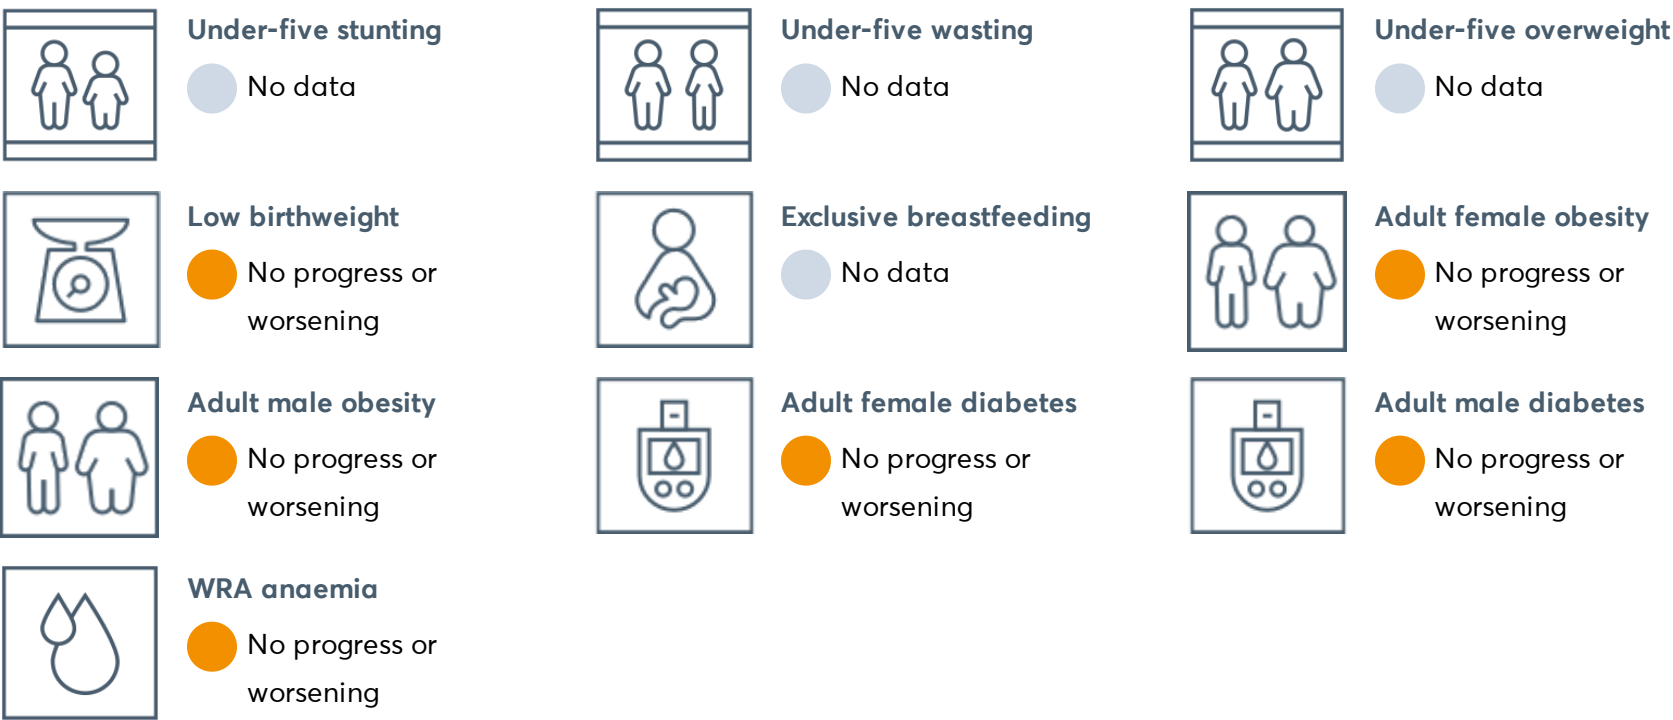 Under-five stunting
No data
Under-five wasting
No data
Under-five overweight
No data
Low birthweight
No progress or
worsening
Exclusive breastfeeding
No data
Adult female obesity
No progress or
worsening
Adult male obesity
No progress or
worsening
Adult female diabetes
No progress or
worsening
Adult male diabetes
No progress or
worsening
WRA anaemia
No progress or
worsening